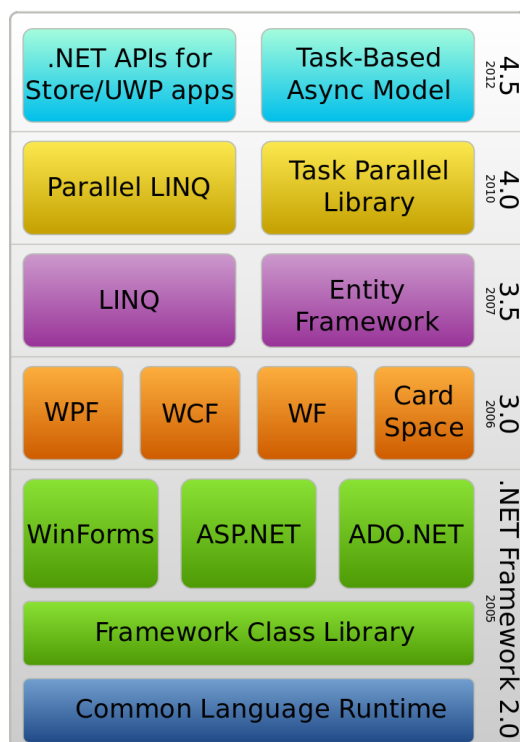 .NET APIs for
Store/UWP apps
Task-Based
Async Model
4.5
2012
Parallel LINQ
Task Parallel
Library
4.0
2010
LINQ
Entity
Framework
3.5
2007
WPF
WCF
WF
Card
Space
3.0
2006
WinForms
ASP.NET
ADO.NET
Framework Class Library
Common Language Runtime
.NET Framework 2.0
2005